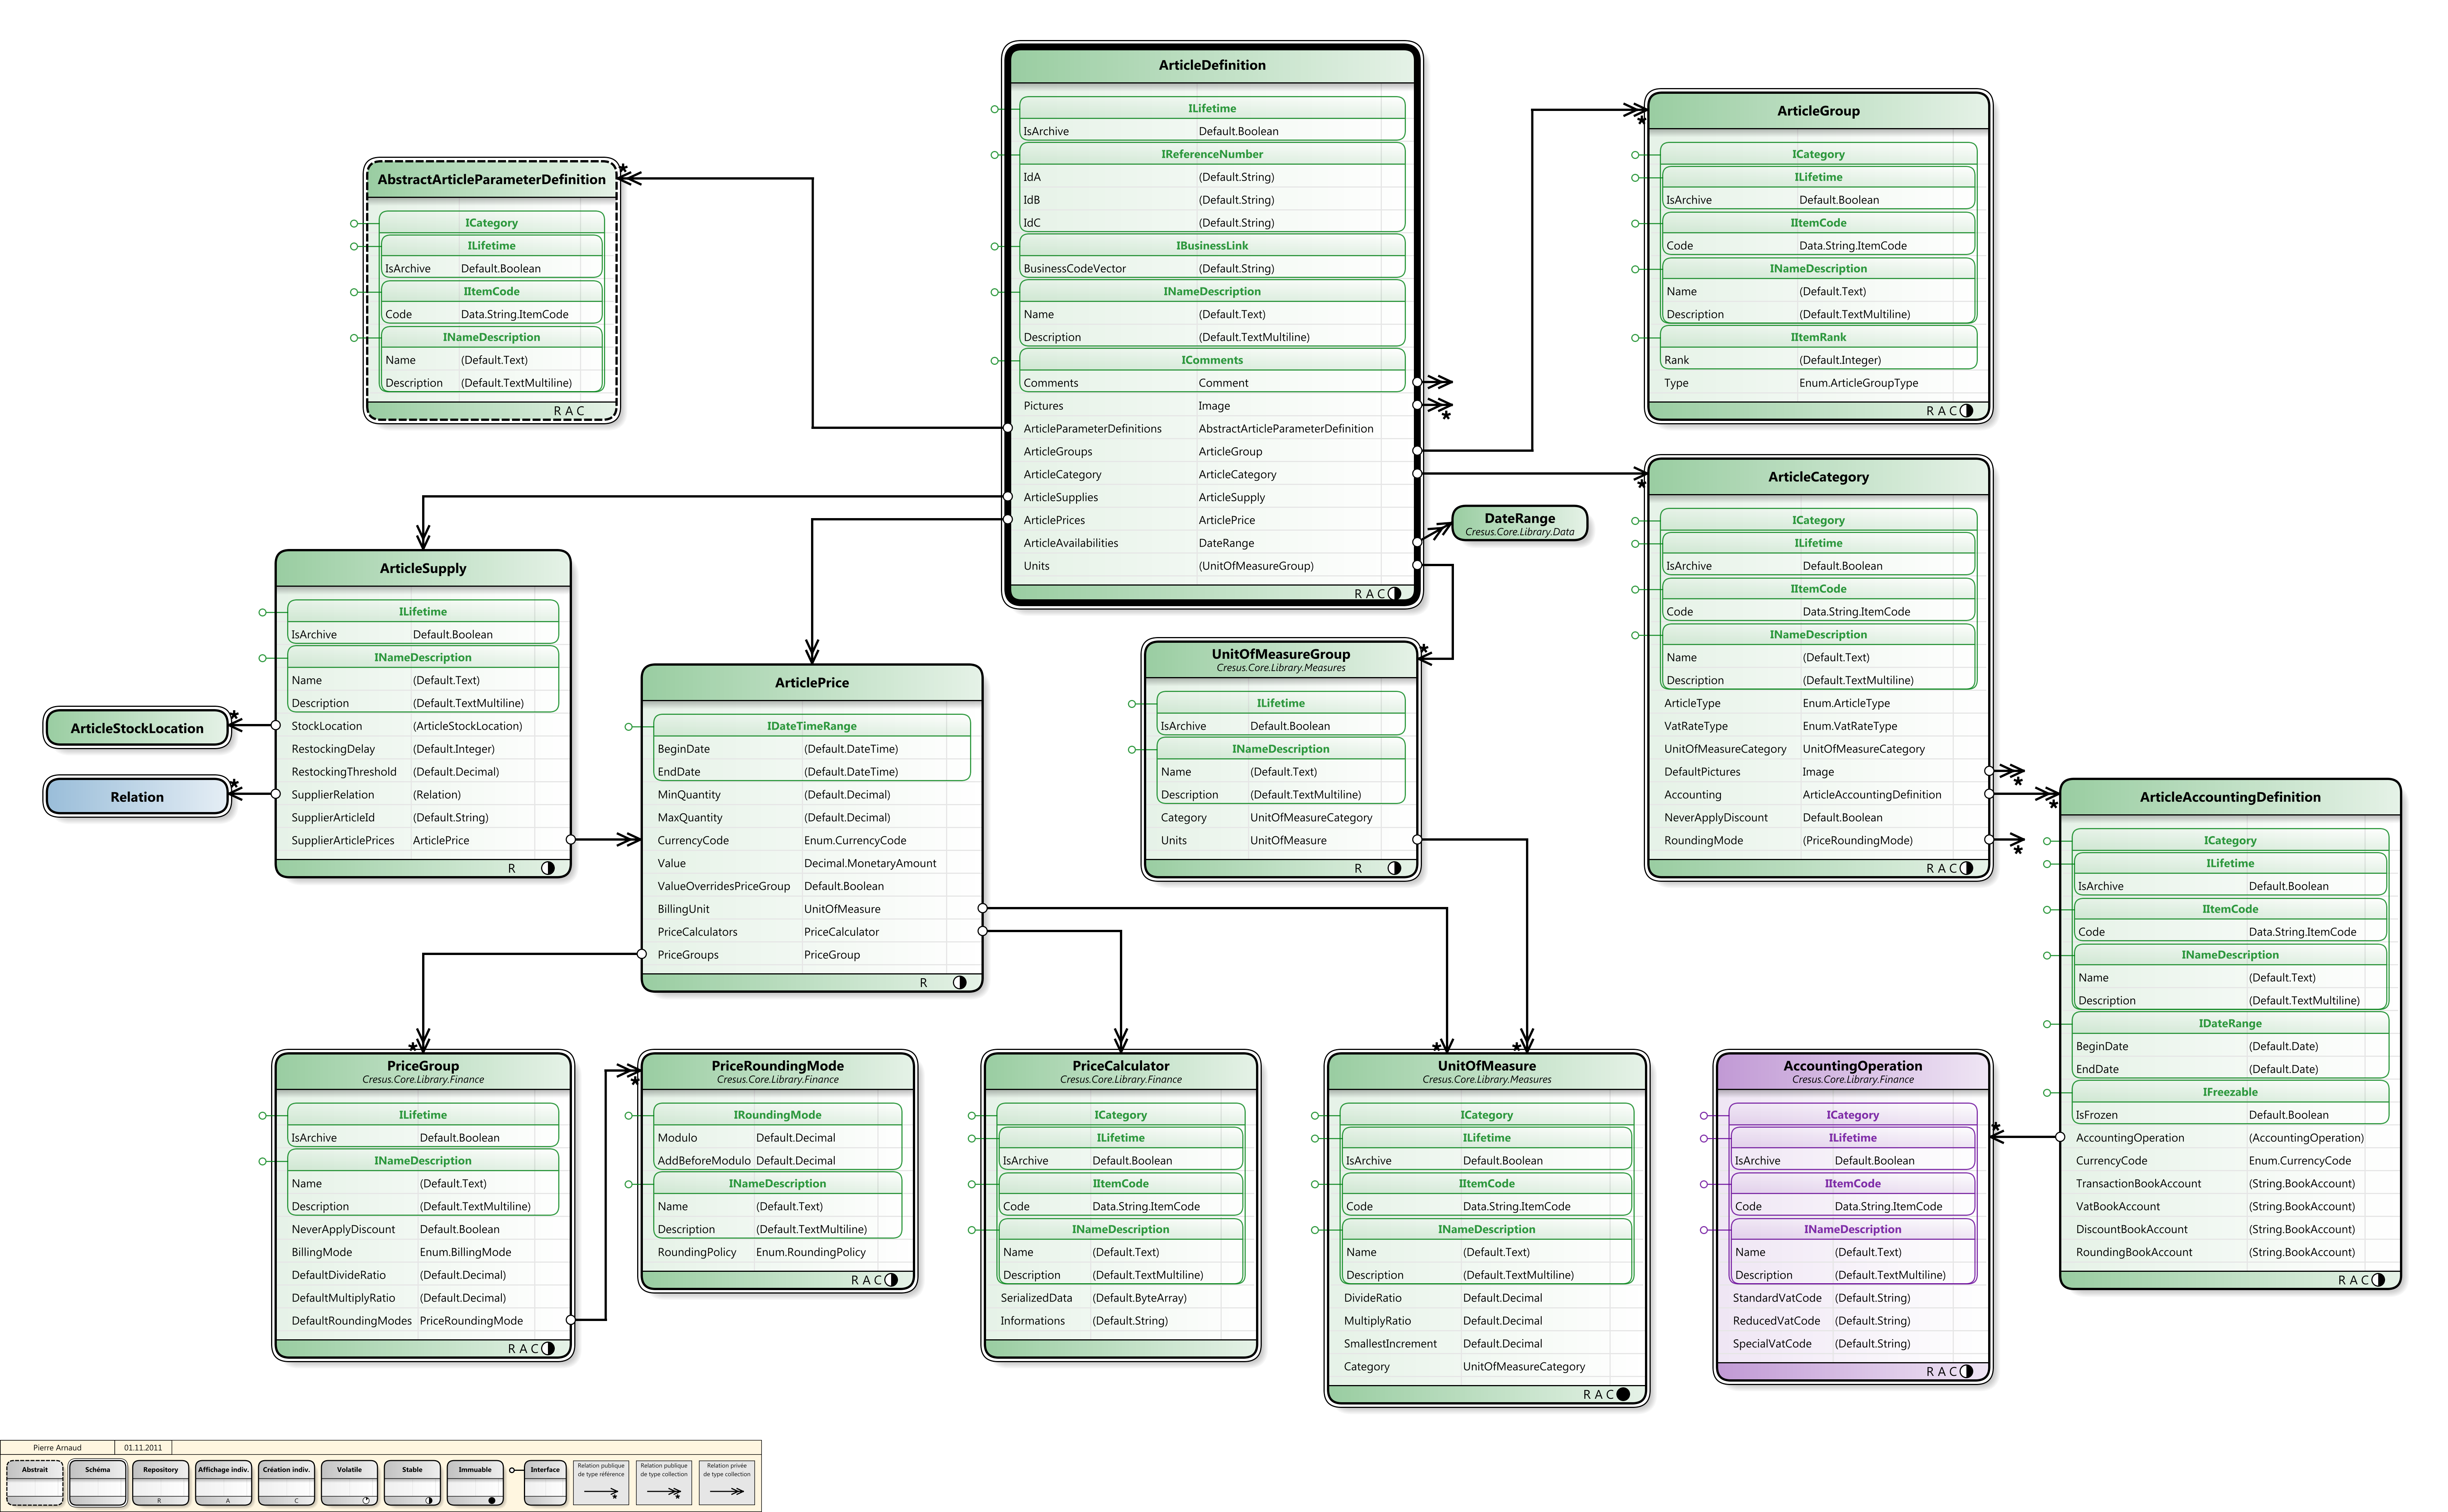 ArticleDefinition
ILifetime
IsArchive Default.Boolean
IReferenceNumber
IdA (Default.String)
IdB (Default.String)
IdC (Default.String)
IBusinessLink
BusinessCodeVector (Default.String)
INameDescription
Name (Default.Text)
Description (Default.TextMultiline)
IComments
Comments Comment
Pictures Image
*
ArticleParameterDefinitions AbstractArticleParameterDefinition
ArticleGroups ArticleGroup
ArticleCategory ArticleCategory
ArticleSupplies ArticleSupply
ArticlePrices ArticlePrice
ArticleAvailabilities DateRange
Units (UnitOfMeasureGroup)
R A C
*
ArticleGroup
ICategory
ILifetime
IsArchive Default.Boolean
IItemCode
Code Data.String.ItemCode
INameDescription
Name (Default.Text)
Description (Default.TextMultiline)
IItemRank
Rank (Default.Integer)
Type Enum.ArticleGroupType
R A C
*
AbstractArticleParameterDefinition
ICategory
ILifetime
IsArchive Default.Boolean
IItemCode
Code Data.String.ItemCode
INameDescription
Name (Default.Text)
Description (Default.TextMultiline)
R A C
*
ArticleCategory
ICategory
ILifetime
IsArchive Default.Boolean
IItemCode
Code Data.String.ItemCode
INameDescription
Name (Default.Text)
Description (Default.TextMultiline)
ArticleType Enum.ArticleType
VatRateType Enum.VatRateType
UnitOfMeasureCategory UnitOfMeasureCategory
DefaultPictures Image
*
Accounting ArticleAccountingDefinition
NeverApplyDiscount Default.Boolean
RoundingMode (PriceRoundingMode)
*
R A C
DateRange
Cresus.Core.Library.Data
ArticleSupply
ILifetime
IsArchive Default.Boolean
INameDescription
Name (Default.Text)
Description (Default.TextMultiline)
StockLocation (ArticleStockLocation)
RestockingDelay (Default.Integer)
RestockingThreshold (Default.Decimal)
SupplierRelation (Relation)
SupplierArticleId (Default.String)
SupplierArticlePrices ArticlePrice
R
*
ArticleStockLocation
*
Relation
ArticlePrice
IDateTimeRange
BeginDate (Default.DateTime)
EndDate (Default.DateTime)
MinQuantity (Default.Decimal)
MaxQuantity (Default.Decimal)
CurrencyCode Enum.CurrencyCode
Value Decimal.MonetaryAmount
ValueOverridesPriceGroup Default.Boolean
BillingUnit UnitOfMeasure
PriceCalculators PriceCalculator
PriceGroups PriceGroup
R
*
UnitOfMeasureGroup
Cresus.Core.Library.Measures
ILifetime
IsArchive Default.Boolean
INameDescription
Name (Default.Text)
Description (Default.TextMultiline)
Category UnitOfMeasureCategory
Units UnitOfMeasure
R
*
ArticleAccountingDefinition
ICategory
ILifetime
IsArchive Default.Boolean
IItemCode
Code Data.String.ItemCode
INameDescription
Name (Default.Text)
Description (Default.TextMultiline)
IDateRange
BeginDate (Default.Date)
EndDate (Default.Date)
IFreezable
IsFrozen Default.Boolean
AccountingOperation (AccountingOperation)
CurrencyCode Enum.CurrencyCode
TransactionBookAccount (String.BookAccount)
VatBookAccount (String.BookAccount)
DiscountBookAccount (String.BookAccount)
RoundingBookAccount (String.BookAccount)
R A C
*
PriceGroup
Cresus.Core.Library.Finance
ILifetime
IsArchive Default.Boolean
INameDescription
Name (Default.Text)
Description (Default.TextMultiline)
NeverApplyDiscount Default.Boolean
BillingMode Enum.BillingMode
DefaultDivideRatio (Default.Decimal)
DefaultMultiplyRatio (Default.Decimal)
DefaultRoundingModes PriceRoundingMode
R A C
*
PriceRoundingMode
Cresus.Core.Library.Finance
IRoundingMode
Modulo Default.Decimal
AddBeforeModulo Default.Decimal
INameDescription
Name (Default.Text)
Description (Default.TextMultiline)
RoundingPolicy Enum.RoundingPolicy
R A C
PriceCalculator
Cresus.Core.Library.Finance
ICategory
ILifetime
IsArchive Default.Boolean
IItemCode
Code Data.String.ItemCode
INameDescription
Name (Default.Text)
Description (Default.TextMultiline)
SerializedData (Default.ByteArray)
Informations (Default.String)
* *
UnitOfMeasure
Cresus.Core.Library.Measures
ICategory
ILifetime
IsArchive Default.Boolean
IItemCode
Code Data.String.ItemCode
INameDescription
Name (Default.Text)
Description (Default.TextMultiline)
DivideRatio Default.Decimal
MultiplyRatio Default.Decimal
SmallestIncrement Default.Decimal
Category UnitOfMeasureCategory
R A C
*
AccountingOperation
Cresus.Core.Library.Finance
ICategory
ILifetime
IsArchive Default.Boolean
IItemCode
Code Data.String.ItemCode
INameDescription
Name (Default.Text)
Description (Default.TextMultiline)
StandardVatCode (Default.String)
ReducedVatCode (Default.String)
SpecialVatCode (Default.String)
R A C
Pierre Arnaud 01.11.2011
Abstrait
Schéma
Repository
R
Affichage indiv.
A
Création indiv.
C
Volatile
Stable
Immuable
Interface
Relation publique
de type référence
*
Relation publique
de type collection
*
Relation privée
de type collection